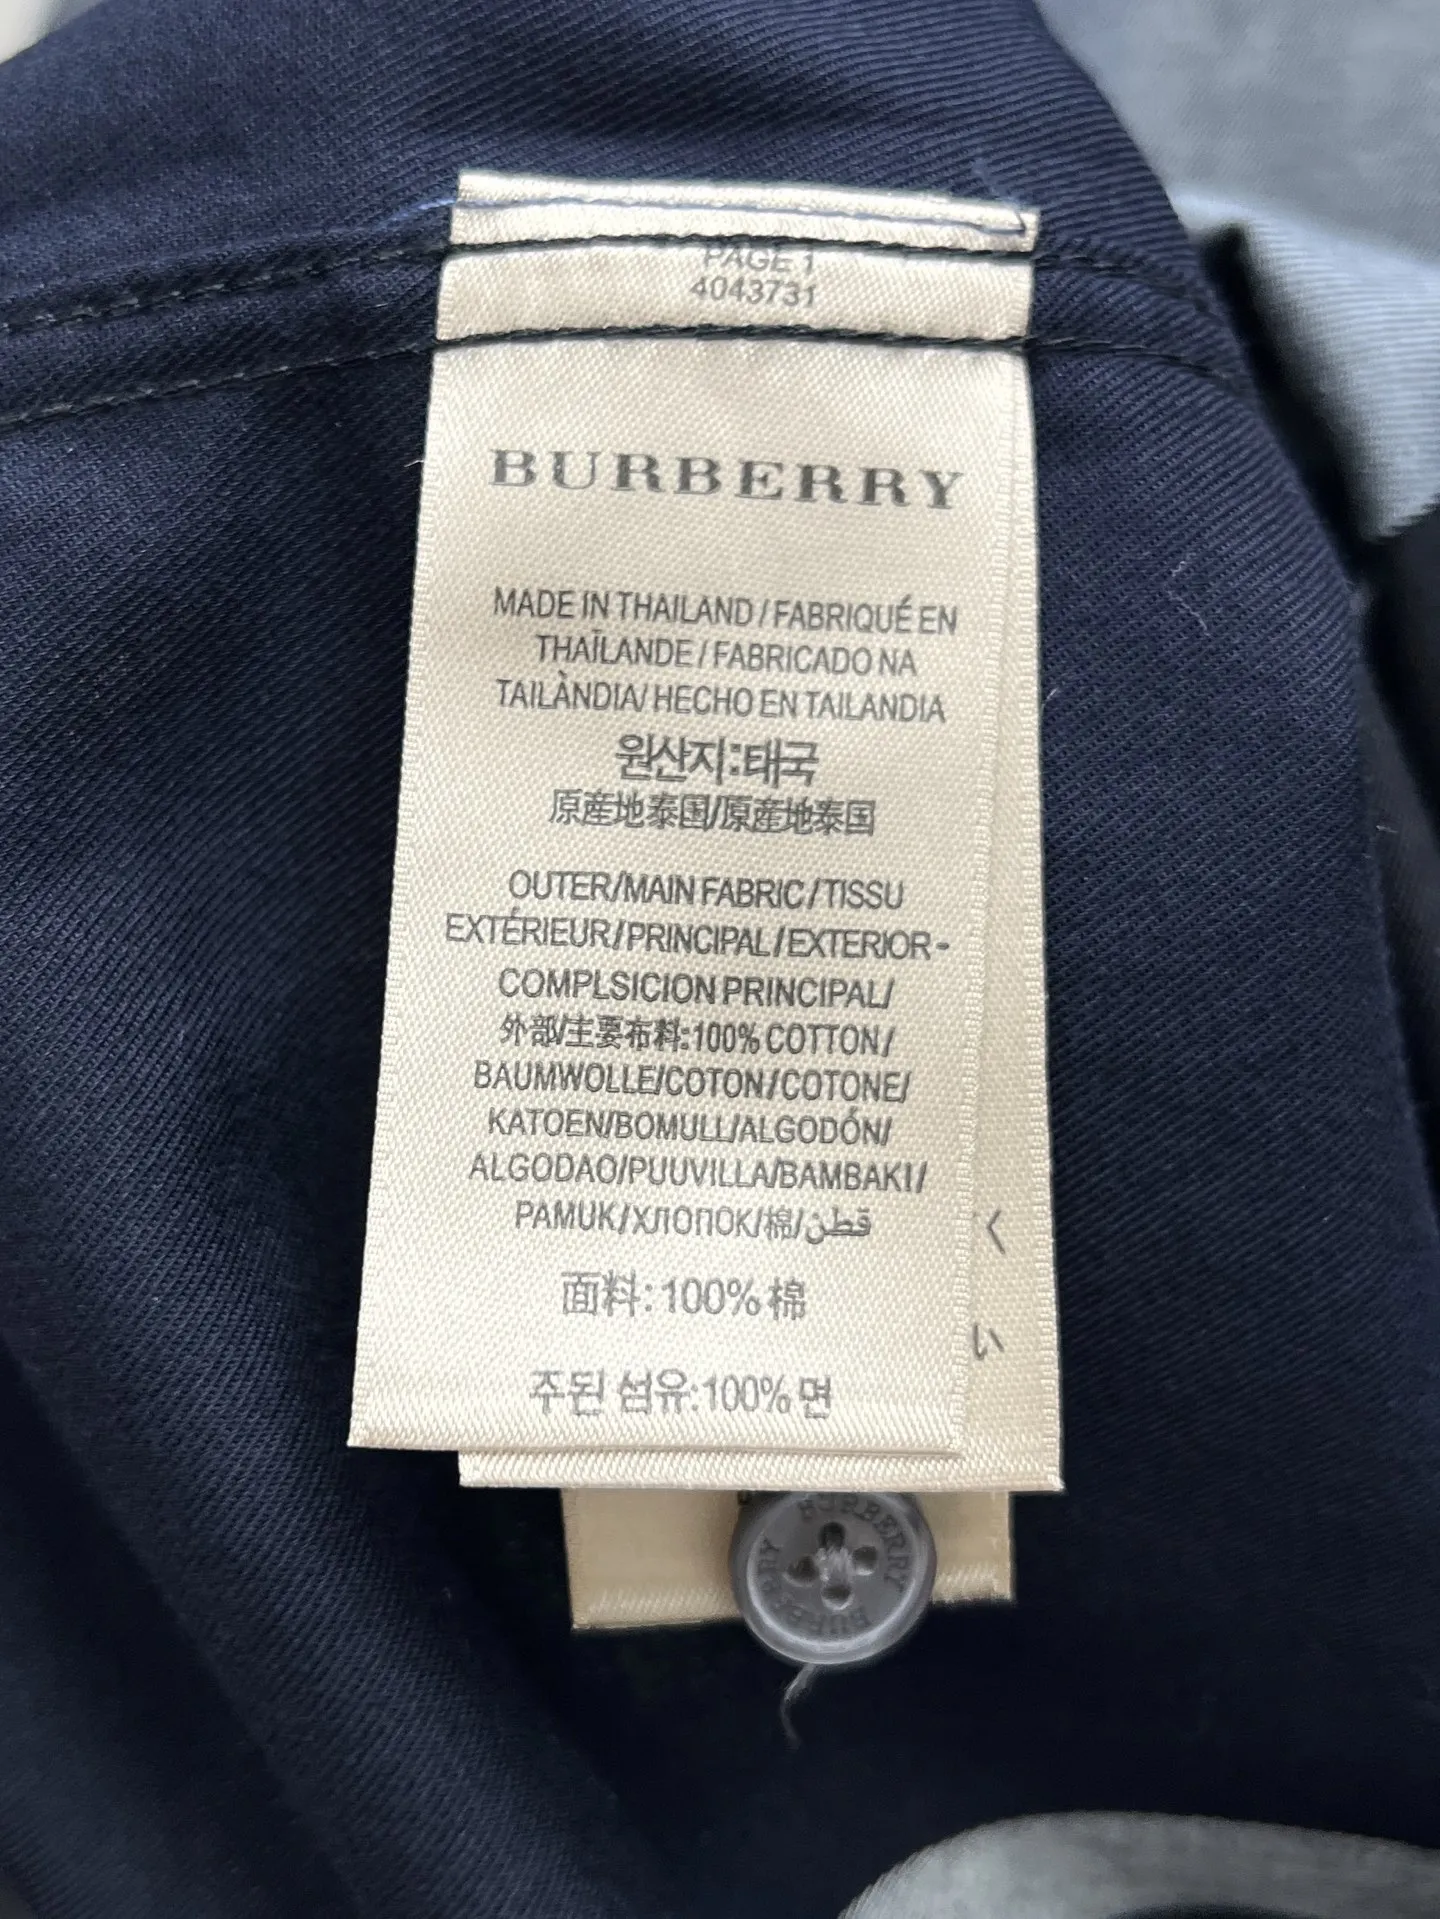 PAGE 1
4043731
BURBERRY
MADE IN THAILAND/FABRIQUÉ EN
THAÏLANDE/FABRICADO NA
TAILÀNDIA/HECHO EN TAILANDIA
원산지:태국
原産地泰国/原産地泰国
OUTER/MAIN FABRIC/TISSU
EXTÉRIEUR/PRINCIPAL/EXTERIOR-
COMPLSICION PRINCIPAL/
外部/主要布料:100% COTTON/
BAUMWOLLE/COTON/COTONE/
KATOEN/BOMULL/ALGODÓN/
ALGODAO/PUUVILLA/BAMBAKI/
PAMUK/ХЛОПОК/棉/قطن
く
面料:100%棉
い
주된 섬유:100%면
BURBERRY
BURBERRY